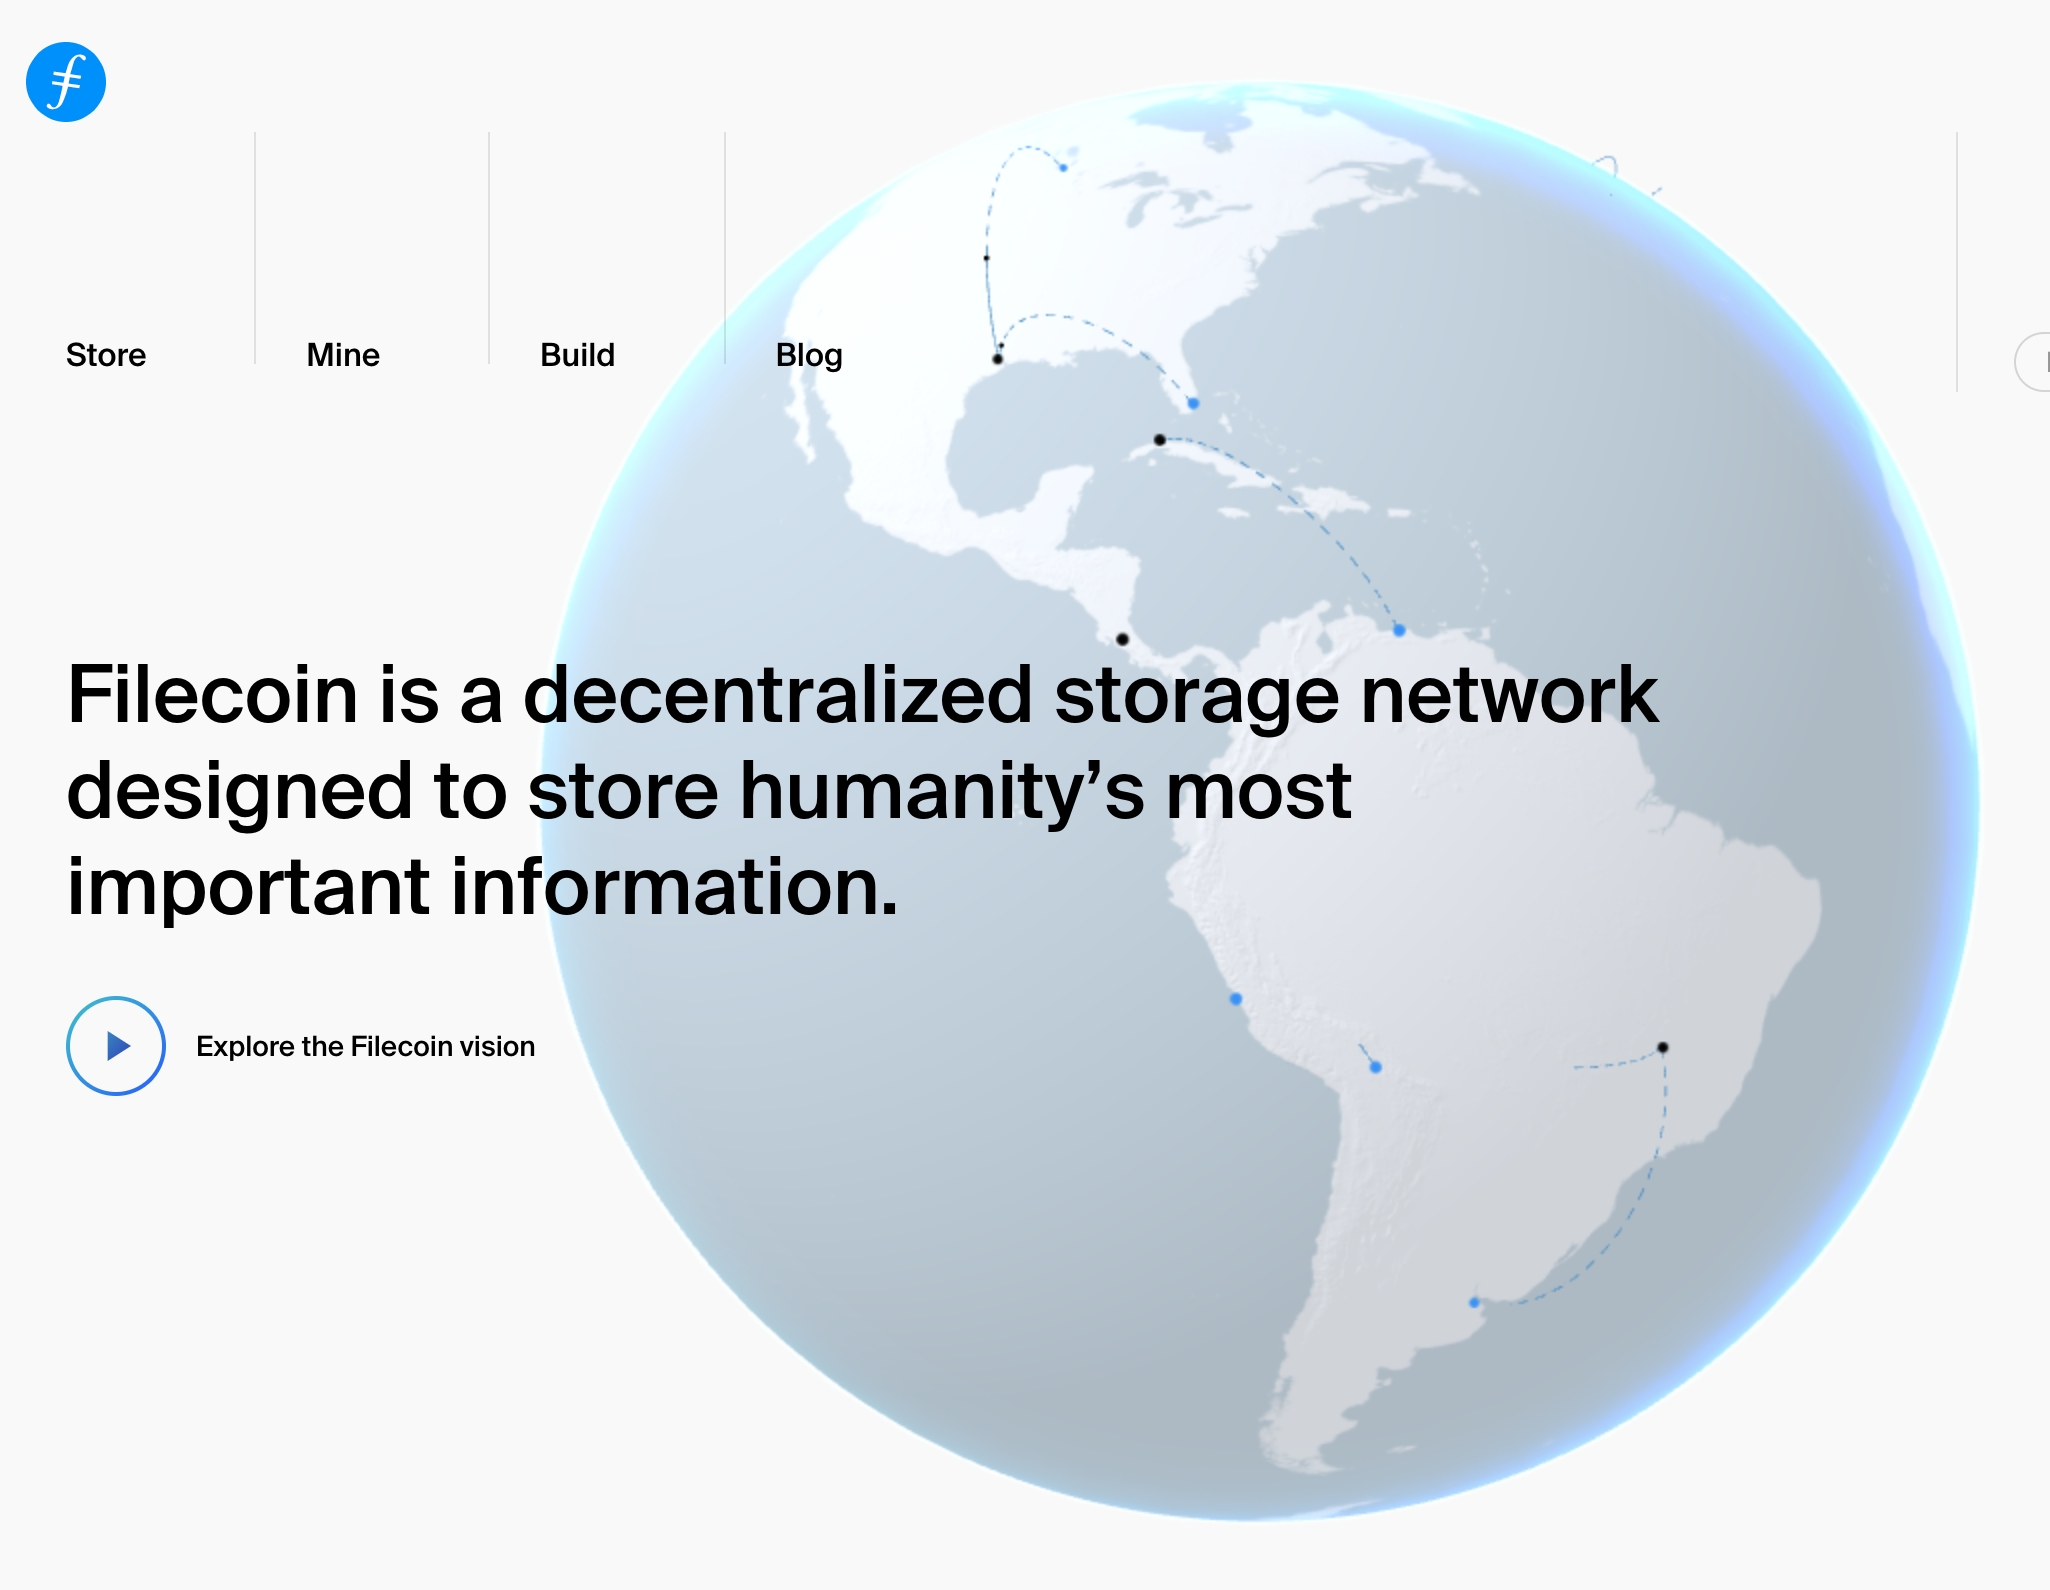 Store
Mine
Build
Blog
Filecoin is a decentralized storage network
designed to store humanity’s most
important information.
Explore the Filecoin vision